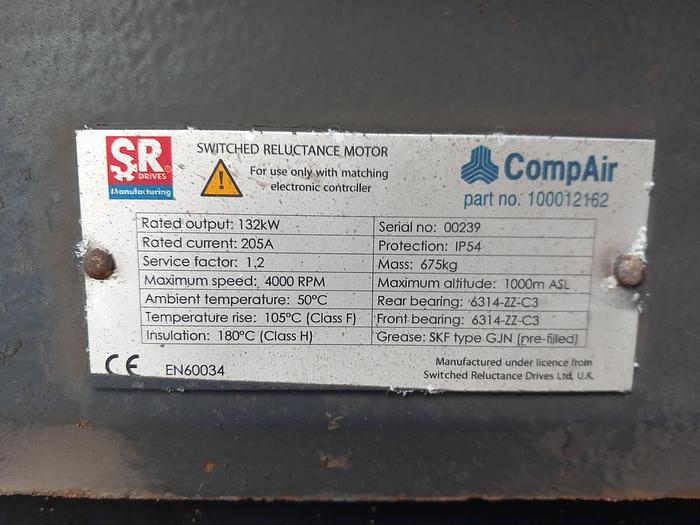 SR
DRIVES
Manufacturing
SWITCHED RELUCTANCE MOTOR
For use only with matching
electronic controller
CompAir
part no. 100012162
Rated output: 132kW
Rated current: 205A
Service factor: 1.2
Maximum speed: 4000 RPM
Ambient temperature: 50°C
Temperature rise: 105°C (Class F)
Insulation: 180°C (Class H)
Serial no: 00239
Protection: IP54
Mass: 675kg
Maximum altitude: 1000m ASL
Rear bearing: 6314-ZZ-C3
Front bearing: 6314-ZZ-C3
Grease: SKF type GJN (pre-filled)
CE EN60034
Manufactured under licence from
Switched Reluctance Drives Ltd, U.K.